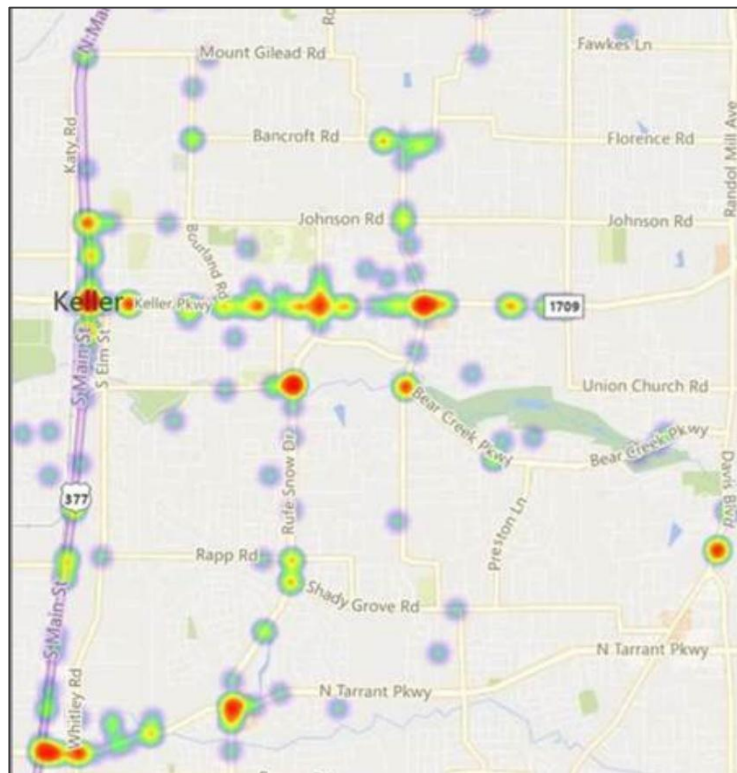 N Ma
Ro
Mount Gilead Rd
Fawkes Ln
Katy Rd
Bancroft Rd
Florence Rd
Randol Mill Ave
Johnson Rd
Johnson Rd
Bourland Rd
Keller
Keller Pkwy
1709
S Main St
S Elm St
Union Church Rd
Bear Creek Pkwy
Bear Creek Pkwy
Rufe Snow Dr
Davis Blvd
377
Preston Ln
Rapp Rd
Shady Grove Rd
S Main St
N Tarrant Pkwy
Whitley Rd
N Tarrant Pkwy